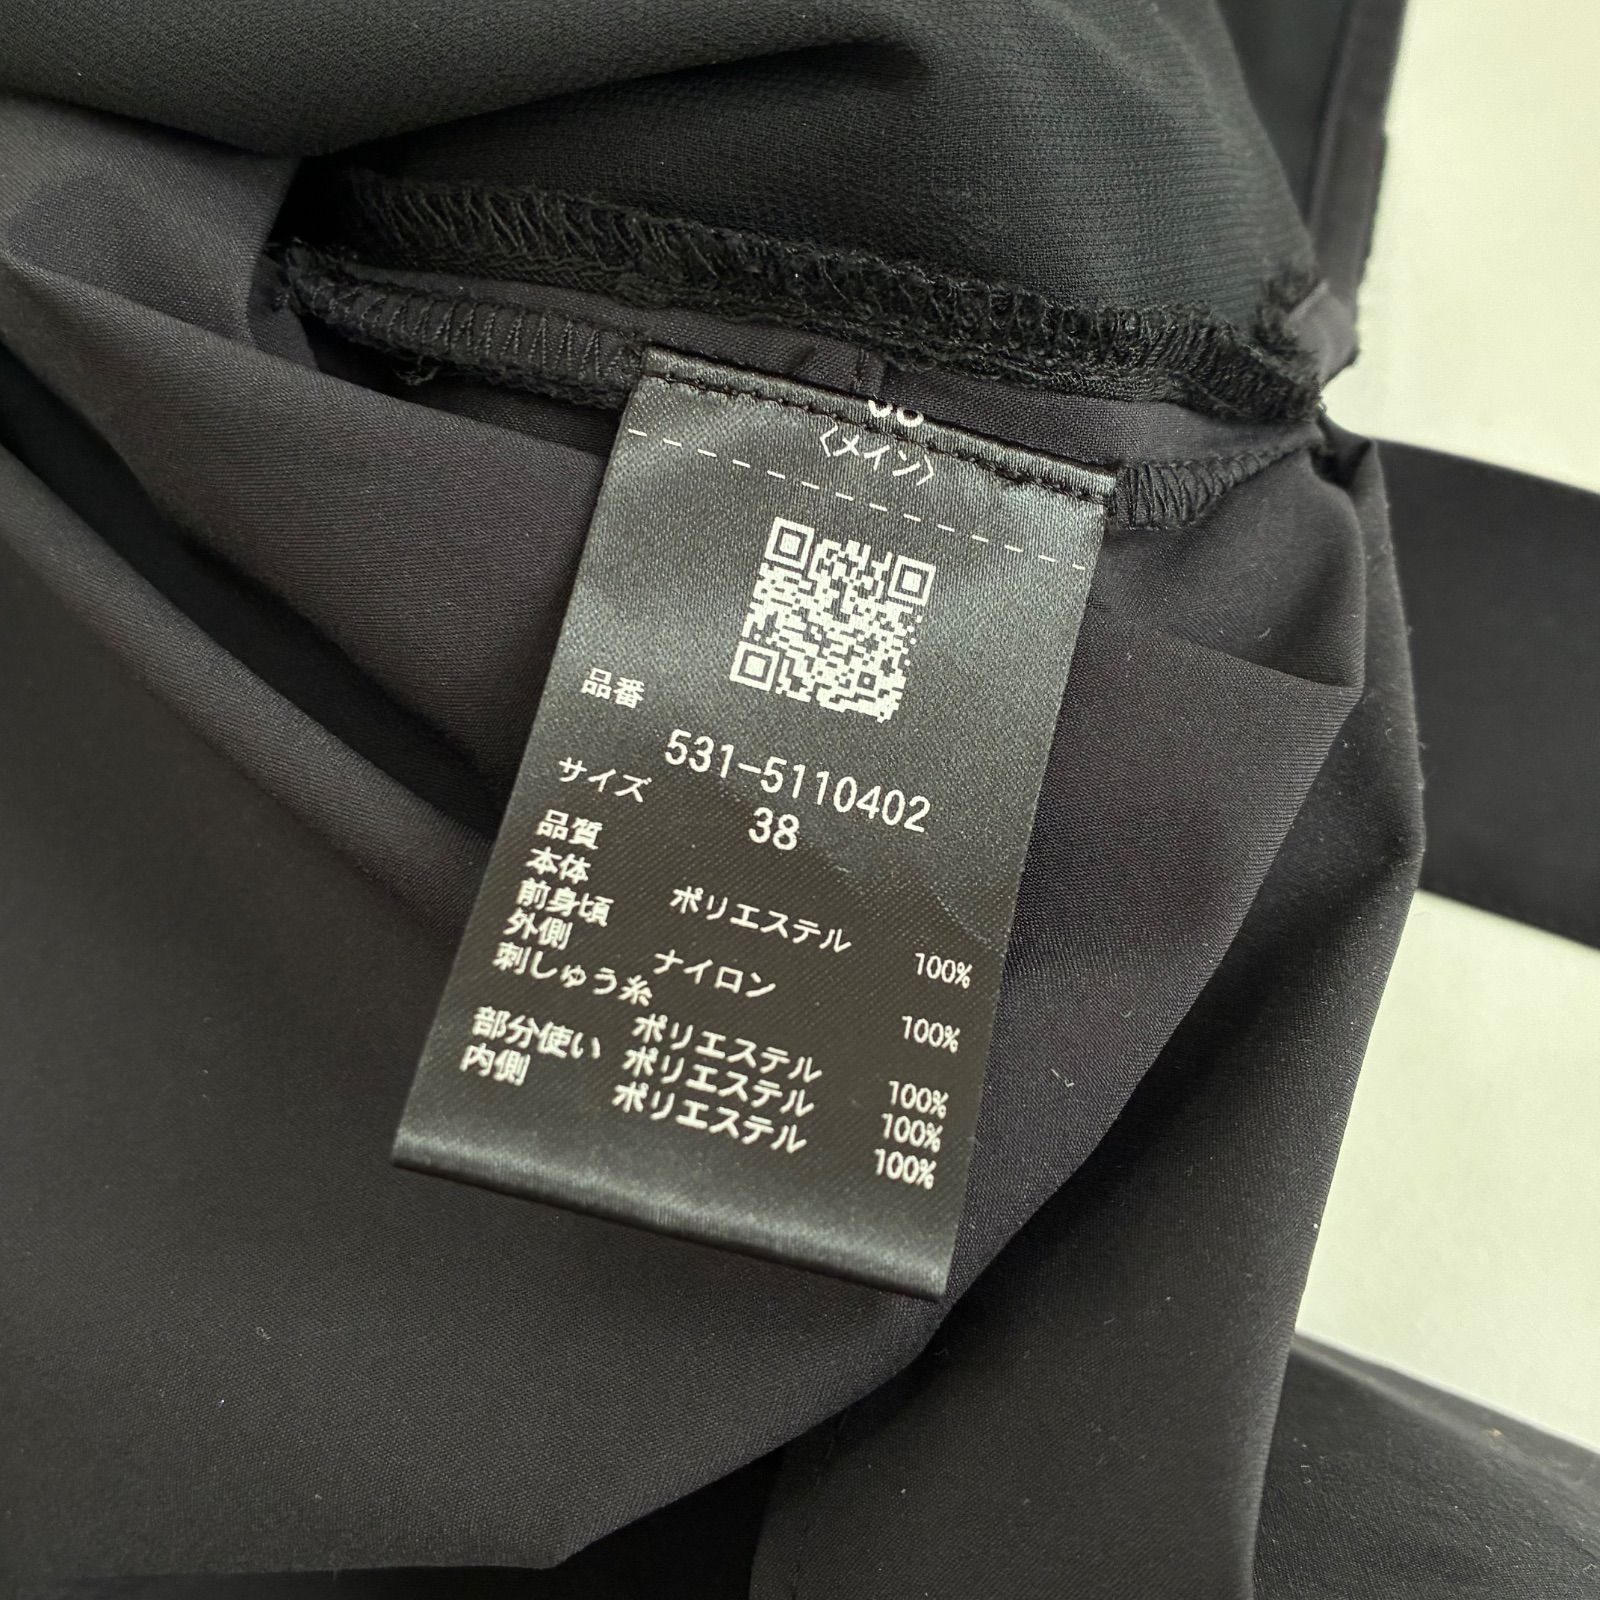 38
〈メイン〉
品番
531-5110402
サイズ 38
品質
本体 ポリエステル 100%
前身頃
外側 ナイロン 100%
刺しゅう糸
ポリエステル 100%
部分使い ポリエステル 100%
内側 ポリエステル 100%